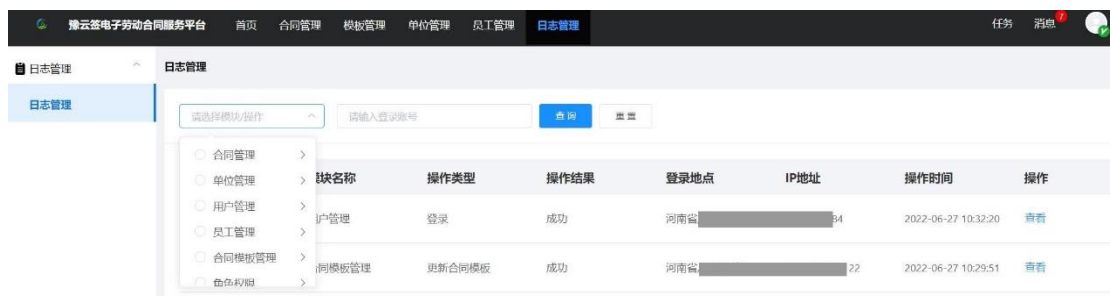 豫云签电子劳动合同服务平台 首页 合同管理 模板管理 单位管理 员工管理 日志管理 任务 消息 7
日志管理 日志管理
日志管理
请选择模块/操作 请输入登录账号 查询 重置
合同管理
单位管理 块名称 操作类型 操作结果 登录地点 IP地址 操作时间 操作
用户管理 户管理 登录 成功 河南省 84 2022-06-27 10:32:20 查看
员工管理
合同模板管理 同模板管理 更新合同模板 成功 河南省 22 2022-06-27 10:29:51 查看
角色权限